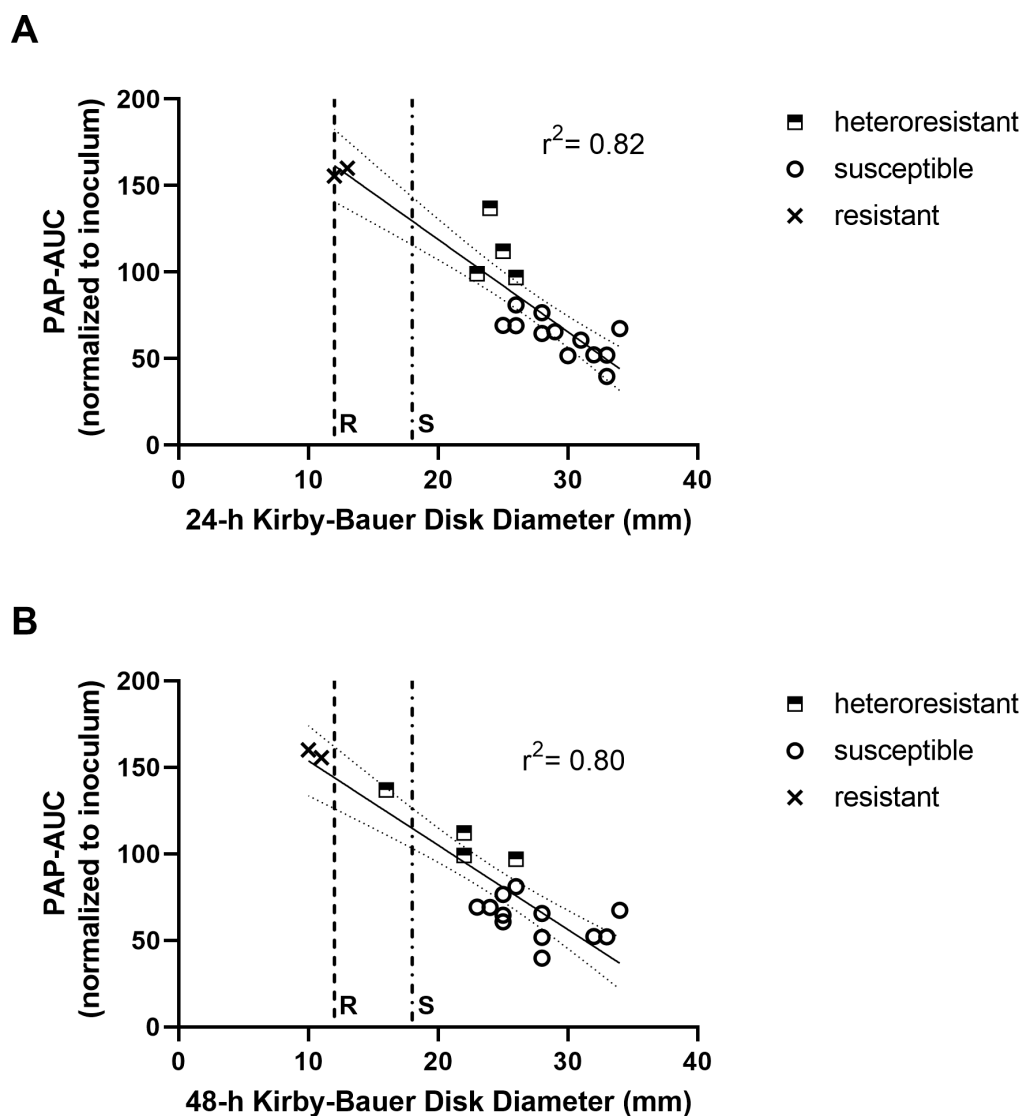 A
PAP-AUC
(normalized to inoculum)
200
150
100
50
0
r²= 0.82
R
S
0
10
20
30
40
24-h Kirby-Bauer Disk Diameter (mm)
heteroresistant
susceptible
resistant
B
PAP-AUC
(normalized to inoculum)
200
150
100
50
0
r²= 0.80
R
S
0
10
20
30
40
48-h Kirby-Bauer Disk Diameter (mm)
heteroresistant
susceptible
resistant